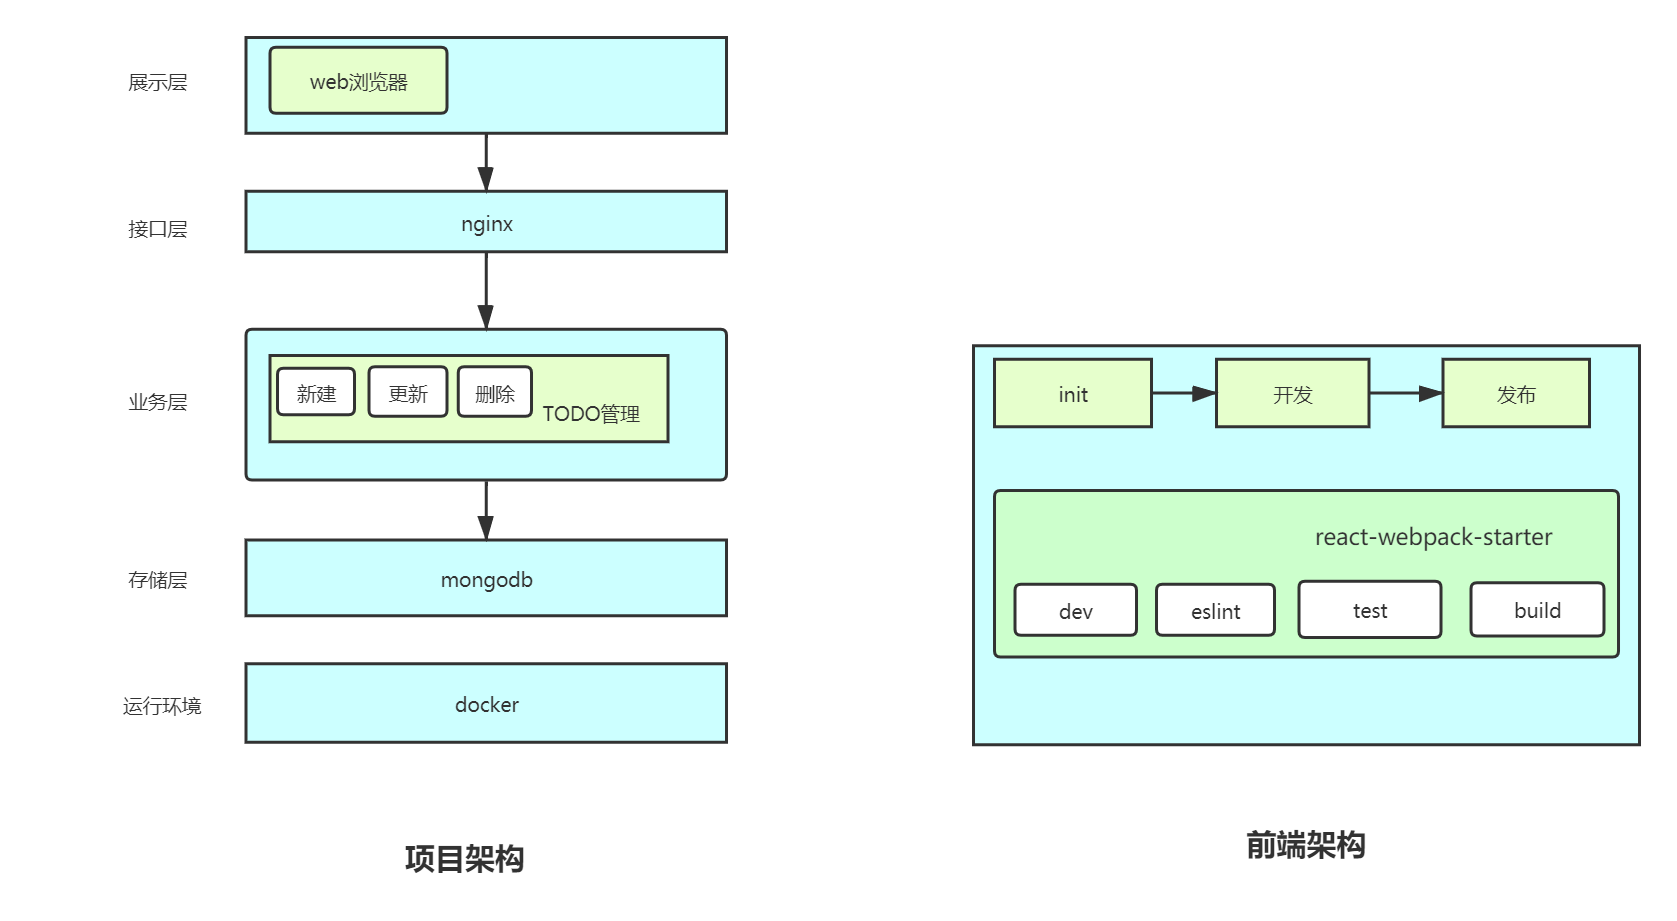 展示层
web浏览器
接口层
nginx
业务层
新建
更新
删除
TODO管理
存储层
mongodb
运行环境
docker
项目架构
init
开发
发布
react-webpack-starter
dev
eslint
test
build
前端架构